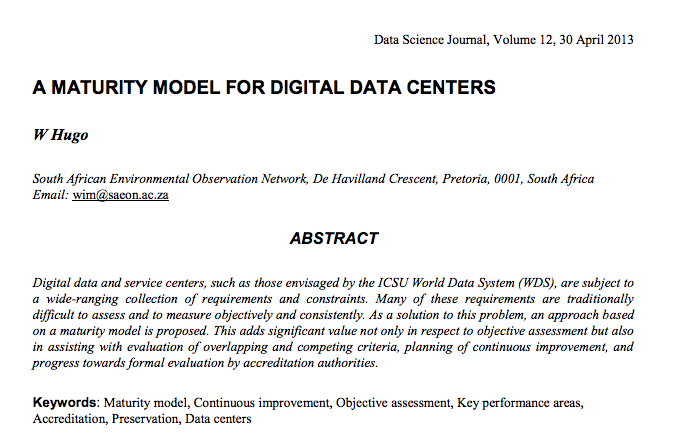 Data Science Journal, Volume 12, 30 April 2013
A MATURITY MODEL FOR DIGITAL DATA CENTERS
W Hugo
South African Environmental Observation Network, De Havilland Crescent, Pretoria, 0001, South Africa
Email: wim@saeon.ac.za
ABSTRACT
Digital data and service centers, such as those envisaged by the ICSU World Data System (WDS), are subject to
a wide-ranging collection of requirements and constraints. Many of these requirements are traditionally
difficult to assess and to measure objectively and consistently. As a solution to this problem, an approach based
on a maturity model is proposed. This adds significant value not only in respect to objective assessment but also
in assisting with evaluation of overlapping and competing criteria, planning of continuous improvement, and
progress towards formal evaluation by accreditation authorities.
Keywords: Maturity model, Continuous improvement, Objective assessment, Key performance areas,
Accreditation, Preservation, Data centers